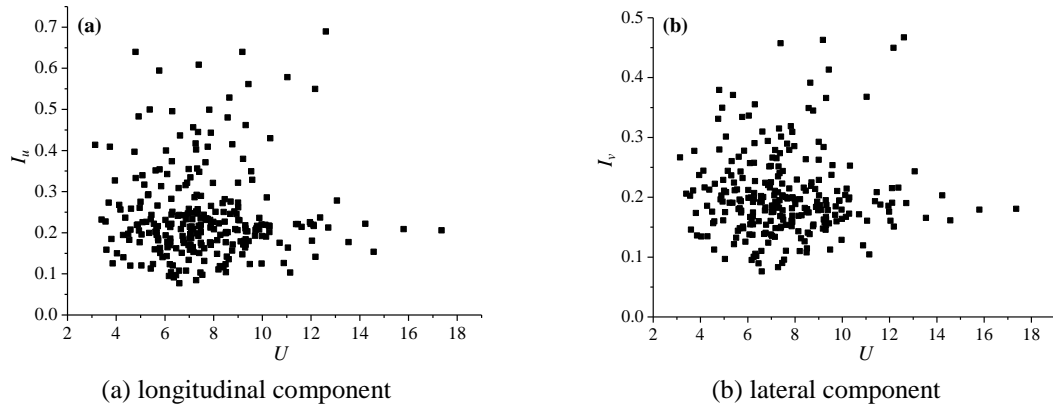 (a)
0.7
0.6
0.5
0.4
0.3
0.2
0.1
0.0
I_u
2 4 6 8 10 12 14 16 18
U
(a) longitudinal component
(b)
0.5
0.4
0.3
0.2
0.1
0.0
I_v
2 4 6 8 10 12 14 16 18
U
(b) lateral component